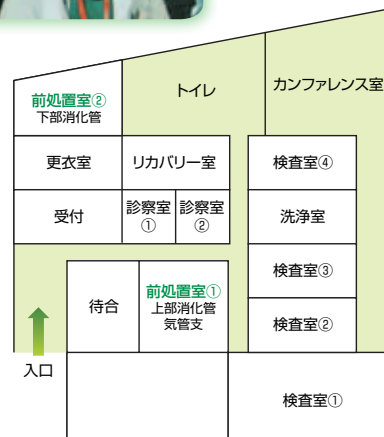 トイレ
カンファレンス室
前処置室②
下部消化管
更衣室
リカバリー室
検査室④
受付
診察室
①
診察室
②
洗浄室
検査室③
待合
前処置室①
上部消化管
気管支
検査室②
入口
検査室①